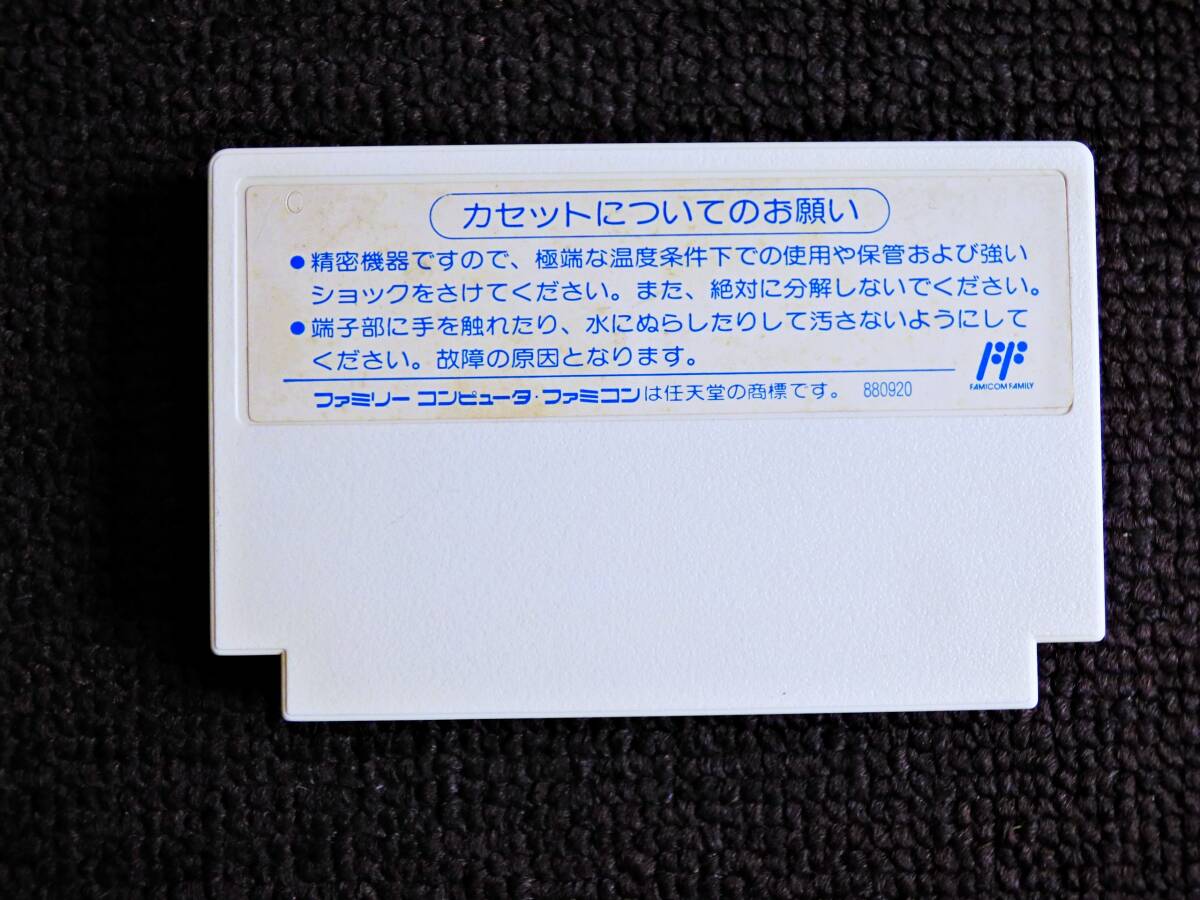 カセットについてのお願い
●精密機器ですので、極端な温度条件下での使用や保管および強い
ショックをさけてください。また、絶対に分解しないでください。
●端子部に手を触れたり、水にぬらしたりして汚さないようにして
ください。故障の原因となります。
FAMICOM FAMILY
ファミリー コンピュータ・ファミコンは任天堂の商標です。 880920